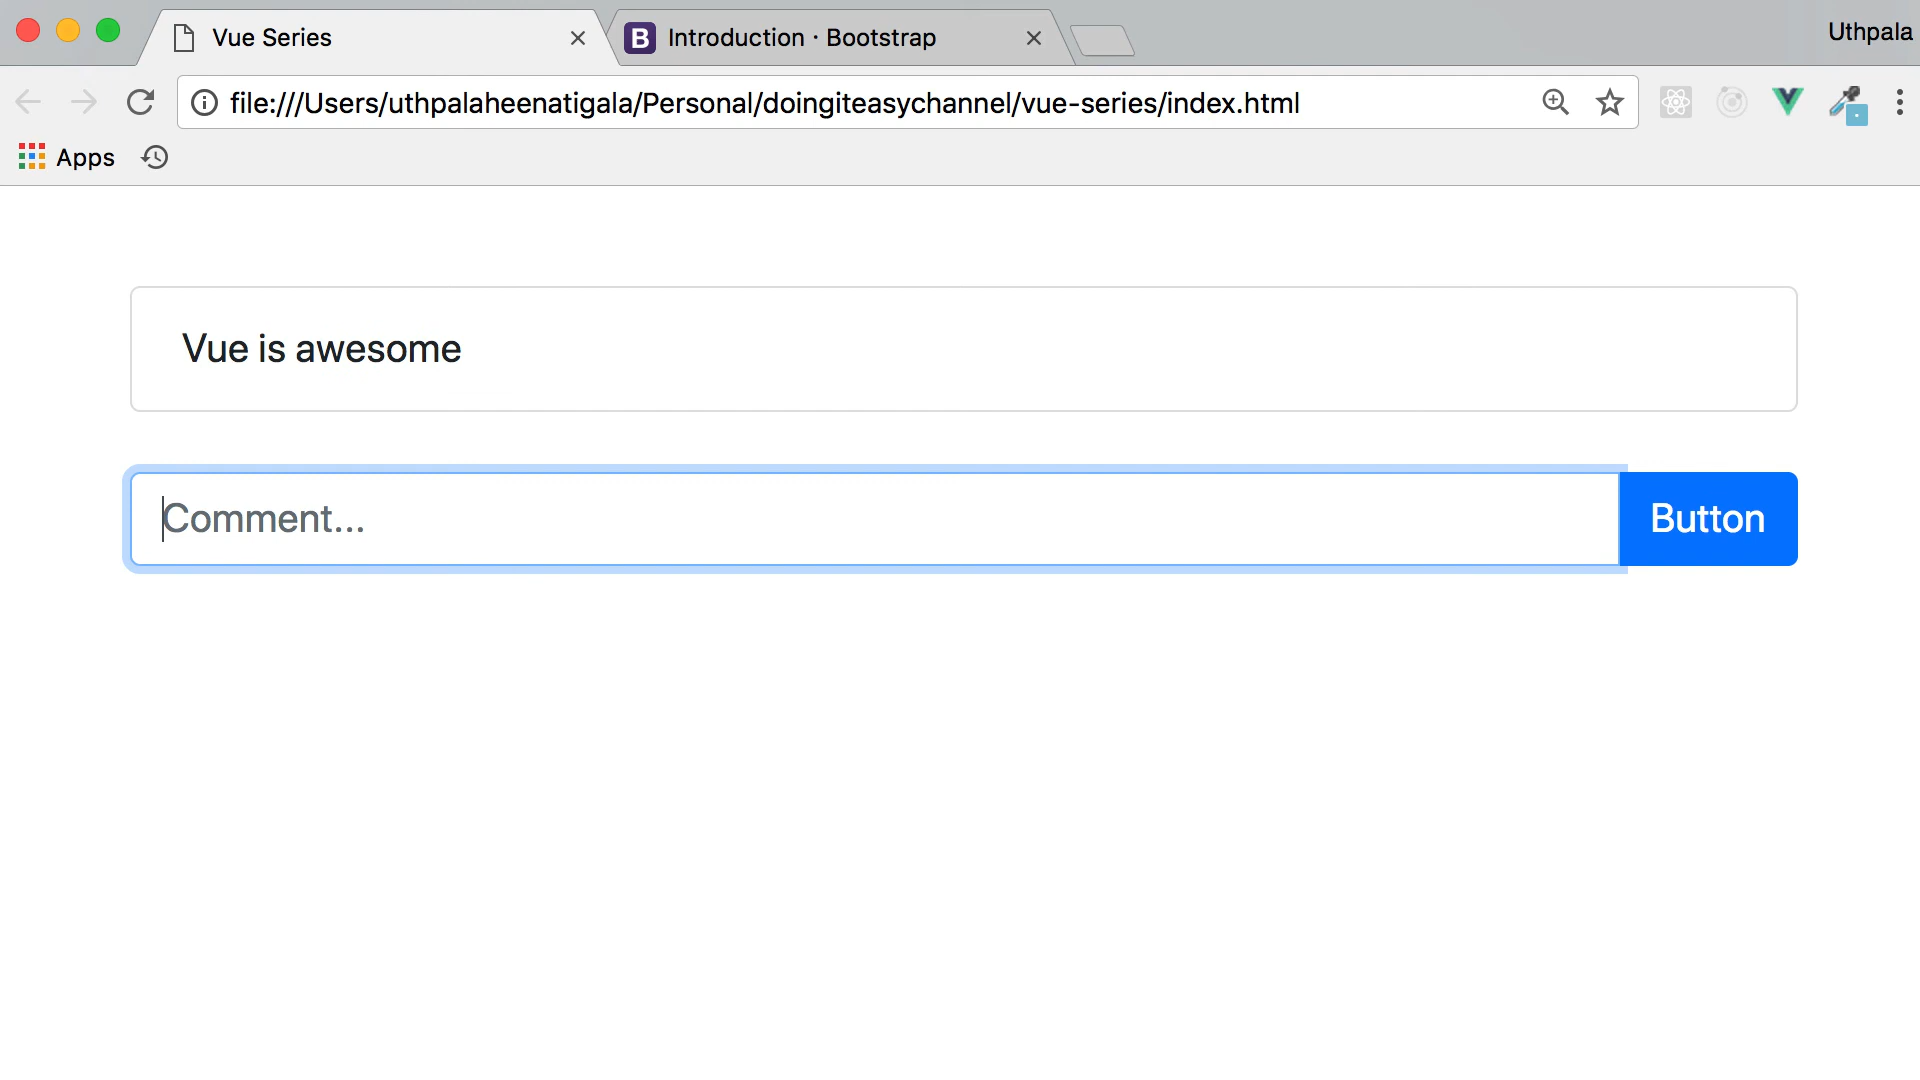 Vue Series
B Introduction · Bootstrap
Uthpala
file:///Users/uthpalaheenatigala/Personal/doingiteasychannel/vue-series/index.html
Apps
Vue is awesome
Comment...
Button